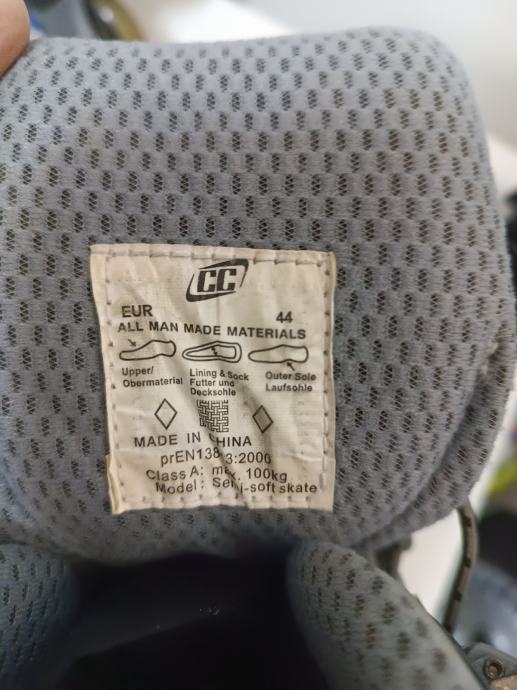 CC
EUR 44
ALL MAN MADE MATERIALS
Upper/ Lining & Sock Outer Sole
Obermaterial Futter und Laufsohle
Decksohle
MADE IN CHINA
3:2000
Class A: 100kg
Model: skate